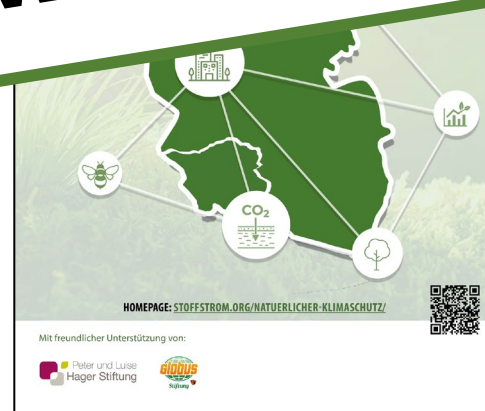 CO₂
HOMEPAGE: STOFFSTROM.ORG/NATUERLICHER-KLIMASCHUTZ/
Mit freundlicher Unterstützung von:
Peter und Luise
Hager Stiftung
GLOBUS
Stiftung